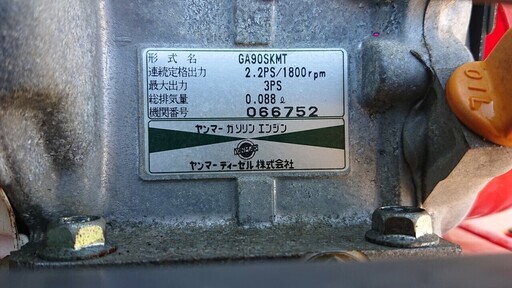 形式名 GA90SKMT
連続定格出力 2.2PS/1800rpm
最大出力 3PS
総排気量 0.088ℓ
機関番号 066752
ヤンマーガソリンエンジン
YANMAR
ヤンマーディーゼル株式会社
OIL